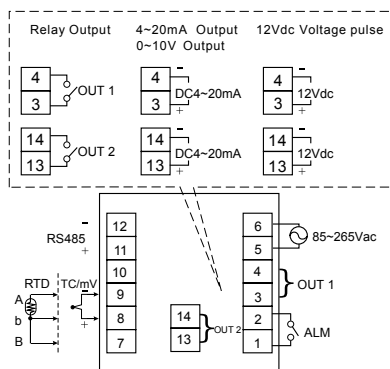 Relay Output 4~20mA Output 12Vdc Voltage pulse
0~10V Output
4 OUT 1 4 - DC4~20mA 4 - 12Vdc
3 3 + 3 +
14 OUT 2 14 - DC4~20mA 14 - 12Vdc
13 13 + 13 +
- 12 6 85~265Vac
RS485
+ 11 5
10 4 OUT 1
RTD TC/mV
A - 9 3
b + 8 14 OUT 2 2 ALM
B 7 13 1